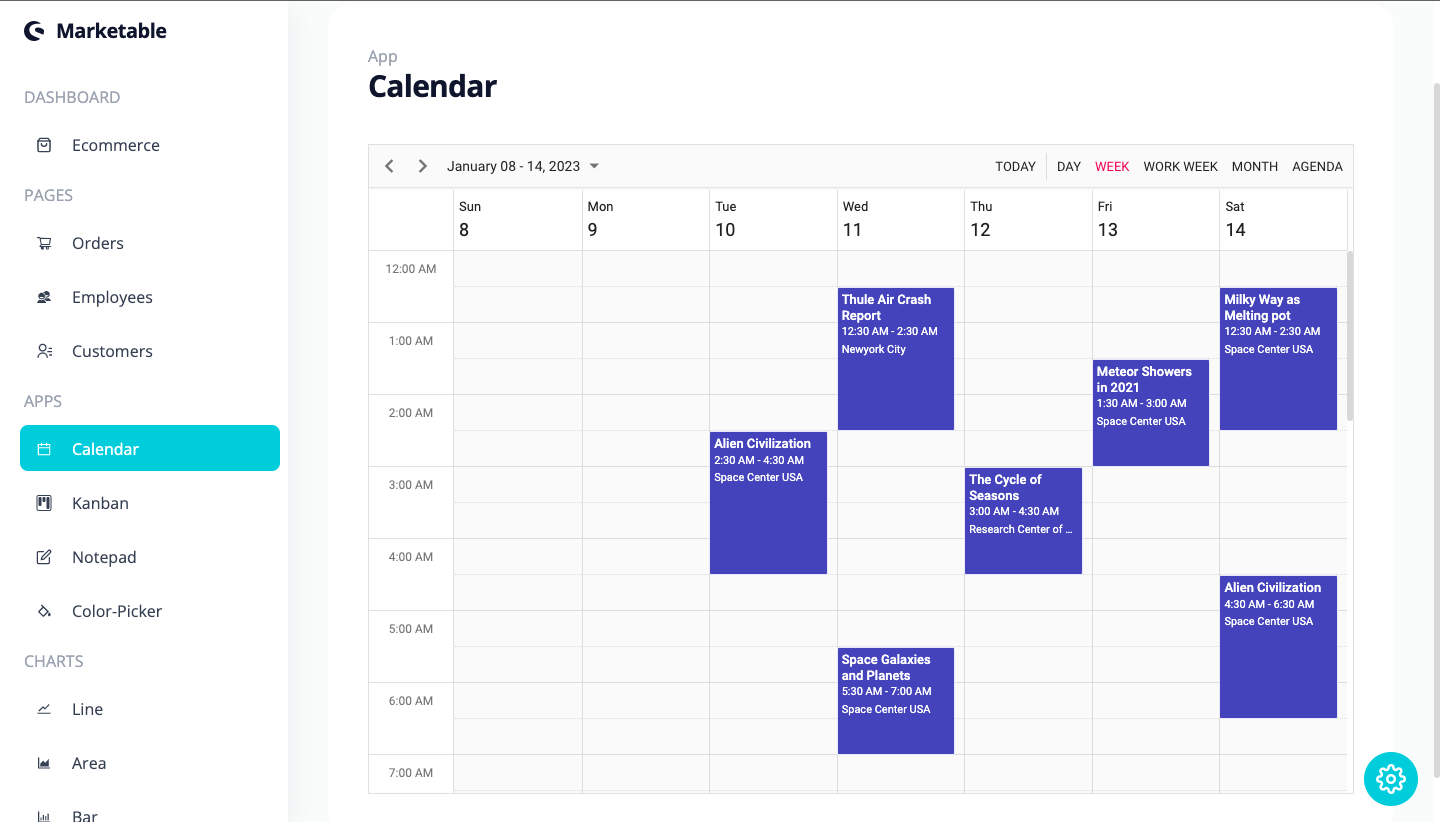 Marketable
DASHBOARD
Ecommerce
PAGES
Orders
Employees
Customers
APPS
Calendar
Kanban
Notepad
Color-Picker
CHARTS
Line
Area
Bar
App
Calendar
January 08 - 14, 2023
TODAY DAY WEEK WORK WEEK MONTH AGENDA
Sun Mon Tue Wed Thu Fri Sat
8 9 10 11 12 13 14
12:00 AM
1:00 AM
2:00 AM
3:00 AM
4:00 AM
5:00 AM
6:00 AM
7:00 AM
Alien Civilization
2:30 AM - 4:30 AM
Space Center USA
Thule Air Crash
Report
12:30 AM - 2:30 AM
Newyork City
Space Galaxies
and Planets
5:30 AM - 7:00 AM
Space Center USA
The Cycle of
Seasons
3:00 AM - 4:30 AM
Research Center of ...
Meteor Showers
in 2021
1:30 AM - 3:00 AM
Space Center USA
Milky Way as
Melting pot
12:30 AM - 2:30 AM
Space Center USA
Alien Civilization
4:30 AM - 6:30 AM
Space Center USA